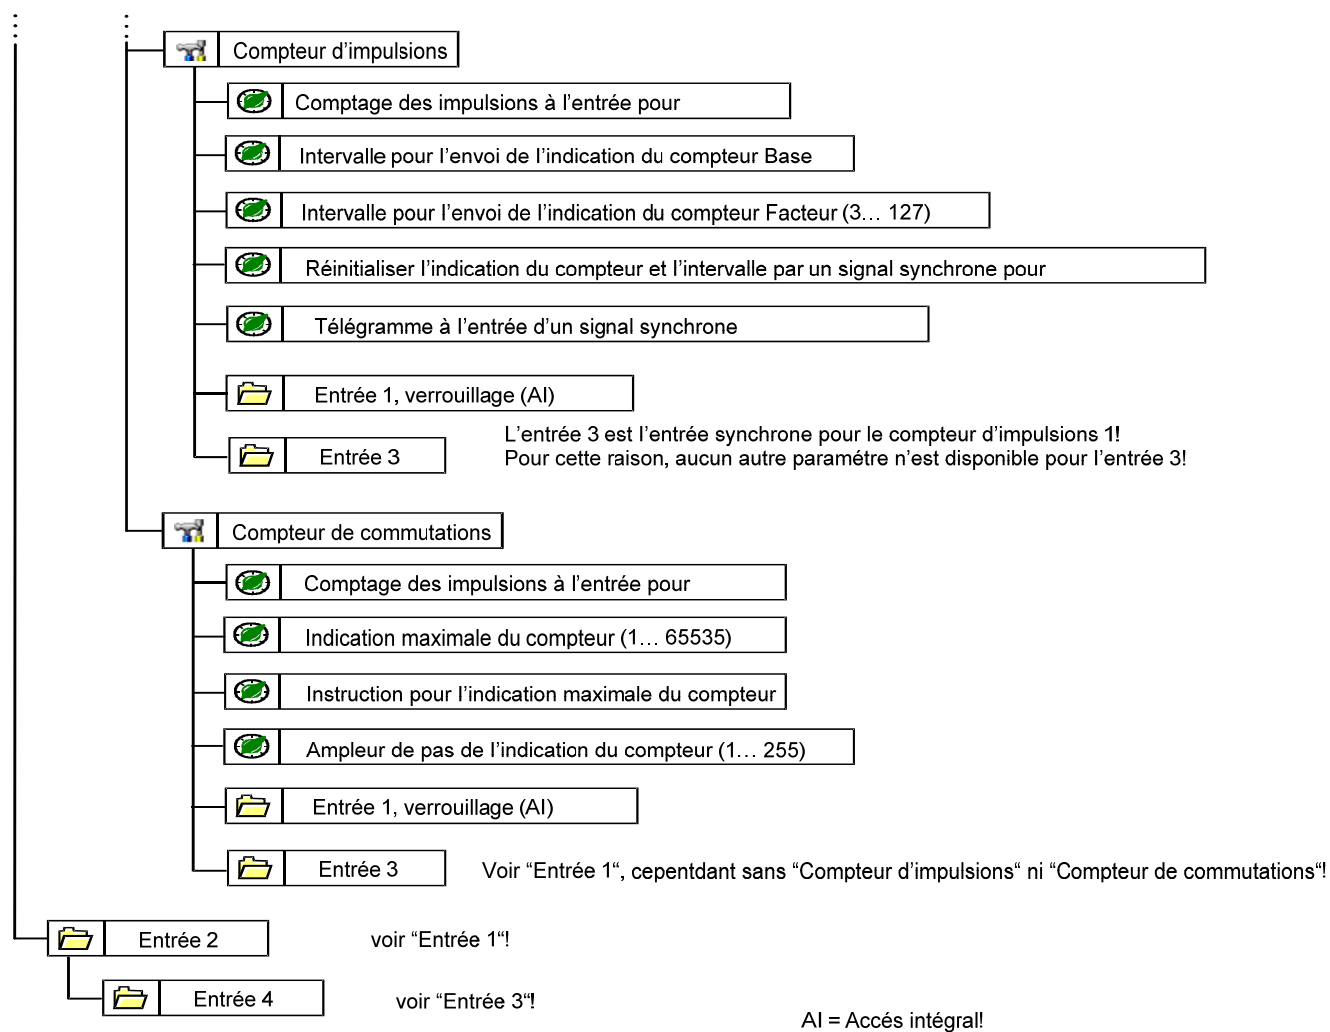 Compteur d’impulsions
Comptage des impulsions à l’entrée pour
Intervalle pour l’envoi de l’indication du compteur Base
Intervalle pour l’envoi de l’indication du compteur Facteur (3… 127)
Réinitialiser l’indication du compteur et l’intervalle par un signal synchrone pour
Télégramme à l’entrée d’un signal synchrone
Entrée 1, verrouillage (AI)
Entrée 3
L’entrée 3 est l’entrée synchrone pour le compteur d’impulsions 1!
Pour cette raison, aucun autre paramétre n’est disponible pour l’entrée 3!
Compteur de commutations
Comptage des impulsions à l’entrée pour
Indication maximale du compteur (1… 65535)
Instruction pour l’indication maximale du compteur
Ampleur de pas de l’indication du compteur (1… 255)
Entrée 1, verrouillage (AI)
Entrée 3
Voir “Entrée 1“, cependtant sans “Compteur d’impulsions“ ni “Compteur de commutations“!
Entrée 2
voir “Entrée 1“!
Entrée 4
voir “Entrée 3“!
AI = Accés intégral!